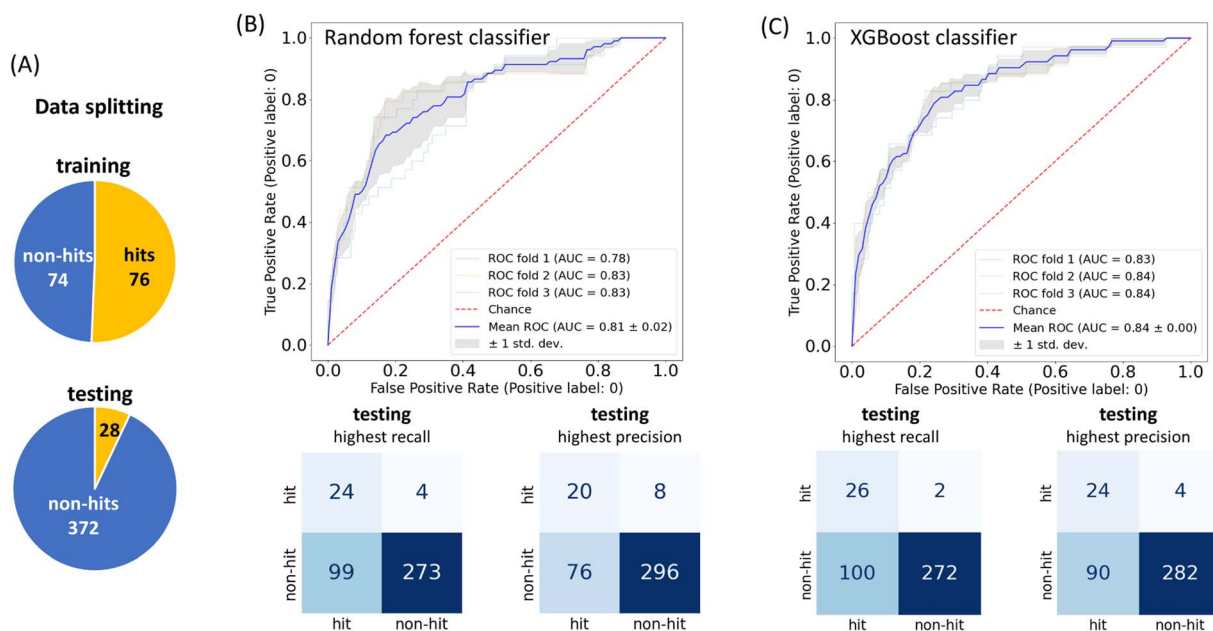 (A)
Data splitting
training
non-hits
74
hits
76
testing
28
non-hits
372
(B)
Random forest classifier
True Positive Rate (Positive label: 0)
1.0
0.8
0.6
0.4
0.2
0.0
ROC fold 1 (AUC = 0.78)
ROC fold 2 (AUC = 0.83)
ROC fold 3 (AUC = 0.83)
Chance
Mean ROC (AUC = 0.81 ± 0.02)
± 1 std. dev.
0.0 0.2 0.4 0.6 0.8 1.0
False Positive Rate (Positive label: 0)
testing
highest recall
hit
24 4
non-hit
99 273
hit non-hit
testing
highest precision
hit
20 8
non-hit
76 296
hit non-hit
(C)
XGBoost classifier
True Positive Rate (Positive label: 0)
1.0
0.8
0.6
0.4
0.2
0.0
ROC fold 1 (AUC = 0.83)
ROC fold 2 (AUC = 0.84)
ROC fold 3 (AUC = 0.84)
Chance
Mean ROC (AUC = 0.84 ± 0.00)
± 1 std. dev.
0.0 0.2 0.4 0.6 0.8 1.0
False Positive Rate (Positive label: 0)
testing
highest recall
hit
26 2
non-hit
100 272
hit non-hit
testing
highest precision
hit
24 4
non-hit
90 282
hit non-hit